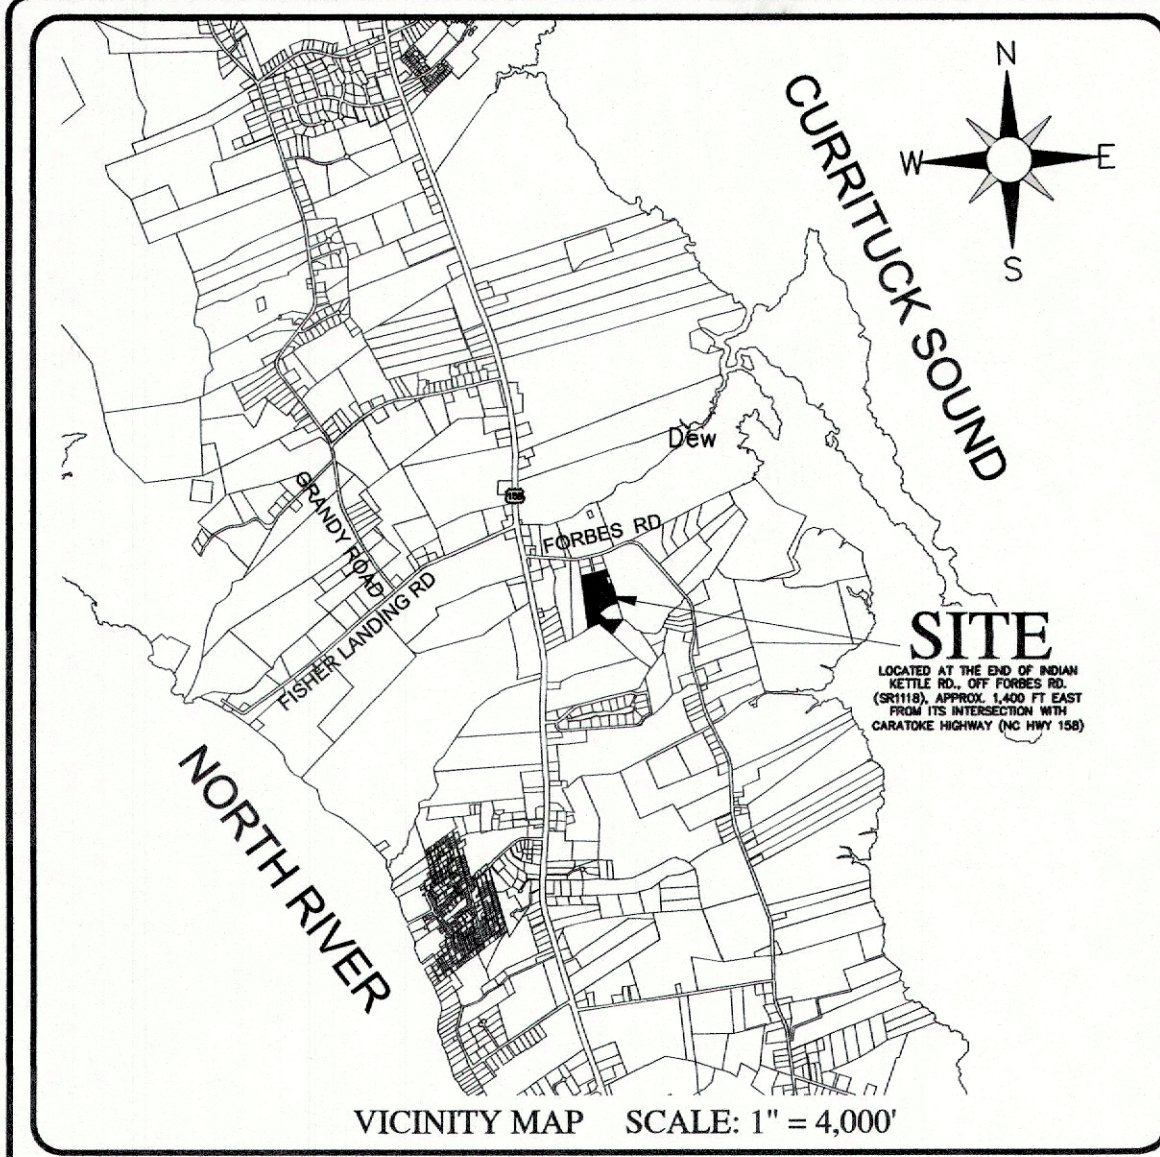 N
W E
S
CURRITUCK SOUND
Dew
158
GRANDY ROAD
FORBES RD
FISHER LANDING RD
SITE
LOCATED AT THE END OF INDIAN
KETTLE RD., OFF FORBES RD.
(SR1118), APPROX. 1,400 FT EAST
FROM ITS INTERSECTION WITH
CARATOKE HIGHWAY (NC HWY 158)
NORTH RIVER
VICINITY MAP SCALE: 1" = 4,000'